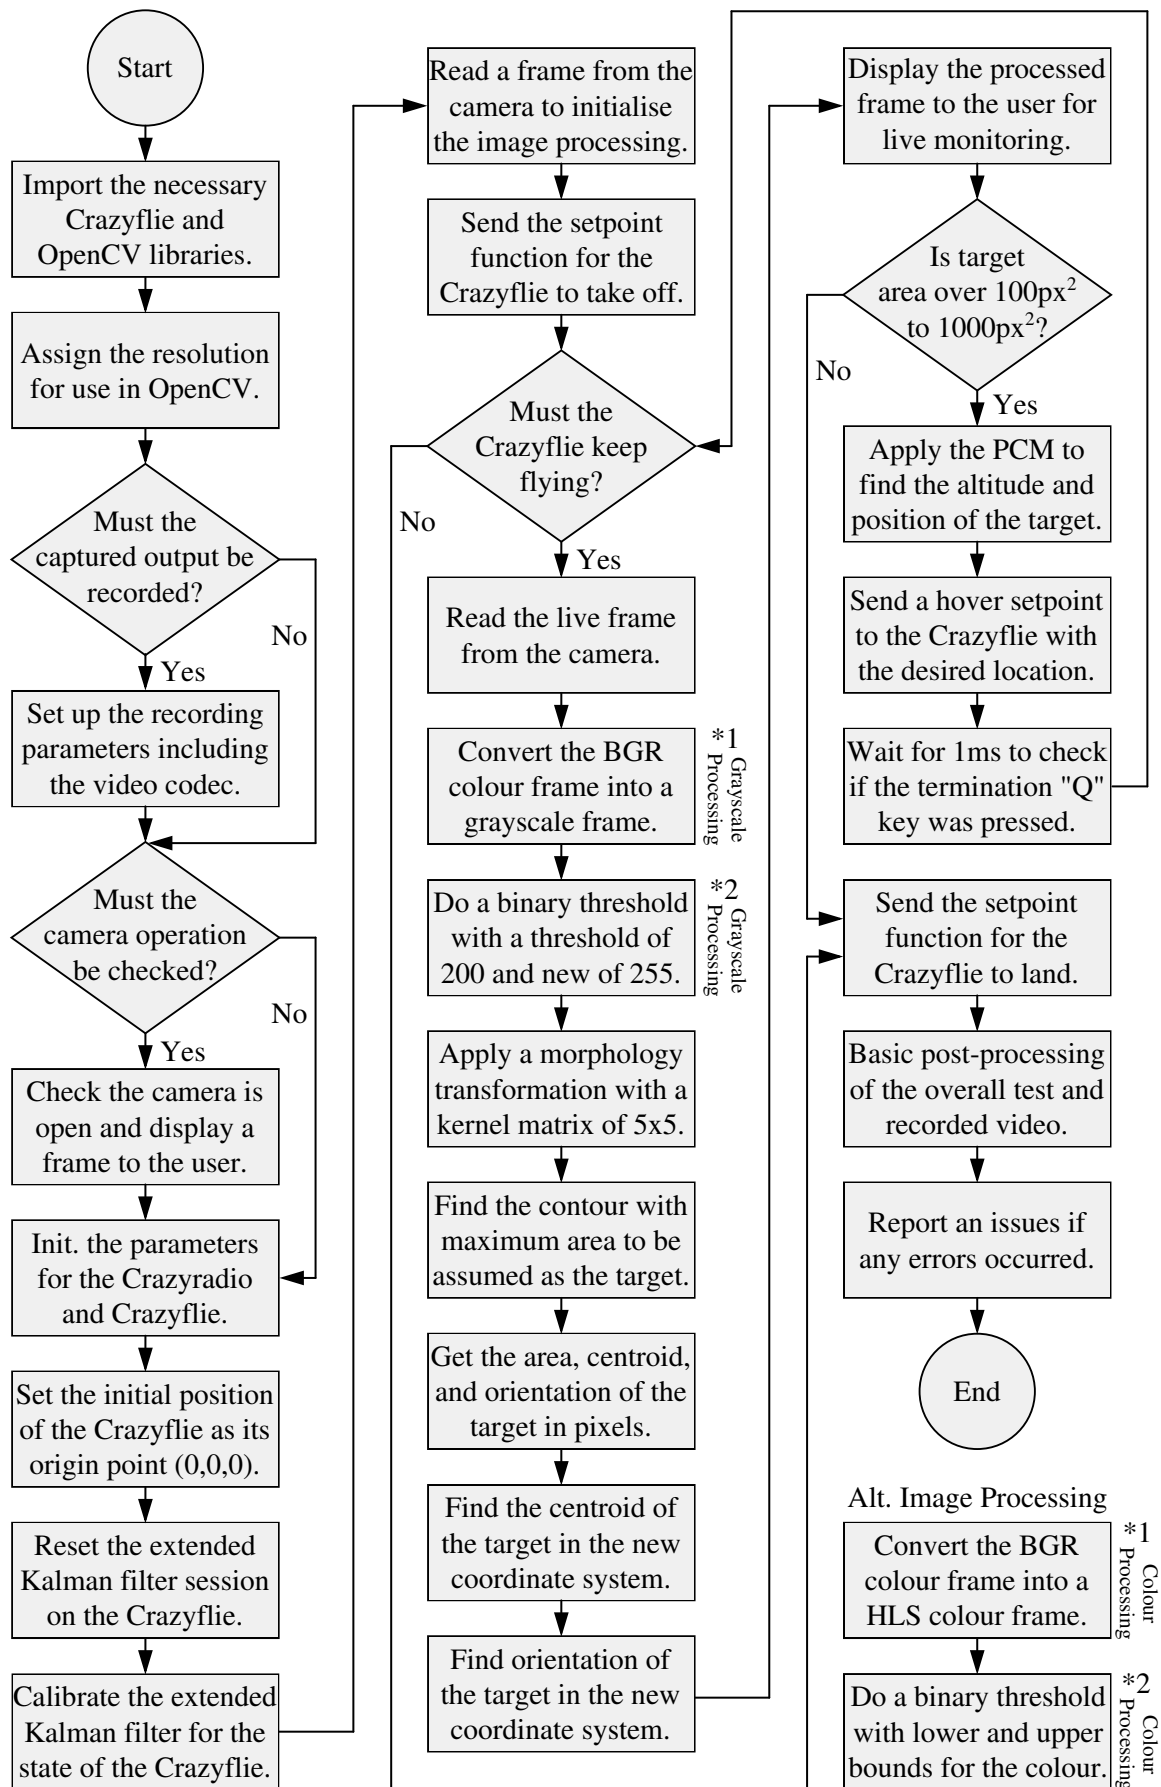 Start
Import the necessary
Crazyflie and
OpenCV libraries.
Assign the resolution
for use in OpenCV.
Must the
captured output be
recorded?
No
Yes
Set up the recording
parameters including
the video codec.
Must the
camera operation
be checked?
No
Yes
Check the camera is
open and display a
frame to the user.
Init. the parameters
for the Crazyradio
and Crazyflie.
Set the initial position
of the Crazyflie as its
origin point (0,0,0).
Reset the extended
Kalman filter session
on the Crazyflie.
Calibrate the extended
Kalman filter for the
state of the Crazyflie.
Read a frame from the
camera to initialise
the image processing.
Send the setpoint
function for the
Crazyflie to take off.
Must the
Crazyflie keep
flying?
No
Yes
Read the live frame
from the camera.
Convert the BGR
colour frame into a
grayscale frame.
*1
Grayscale
Processing
Do a binary threshold
with a threshold of
200 and new of 255.
*2
Grayscale
Processing
Apply a morphology
transformation with a
kernel matrix of 5x5.
Find the contour with
maximum area to be
assumed as the target.
Get the area, centroid,
and orientation of the
target in pixels.
Find the centroid of
the target in the new
coordinate system.
Find orientation of
the target in the new
coordinate system.
Display the processed
frame to the user for
live monitoring.
Is target
area over 100px²
to 1000px²?
No
Yes
Apply the PCM to
find the altitude and
position of the target.
Send a hover setpoint
to the Crazyflie with
the desired location.
Wait for 1ms to check
if the termination "Q"
key was pressed.
Send the setpoint
function for the
Crazyflie to land.
Basic post-processing
of the overall test and
recorded video.
Report an issues if
any errors occurred.
End
Alt. Image Processing
Convert the BGR
colour frame into a
HLS colour frame.
*1
Colour
Processing
Do a binary threshold
with lower and upper
bounds for the colour.
*2
Colour
Processing